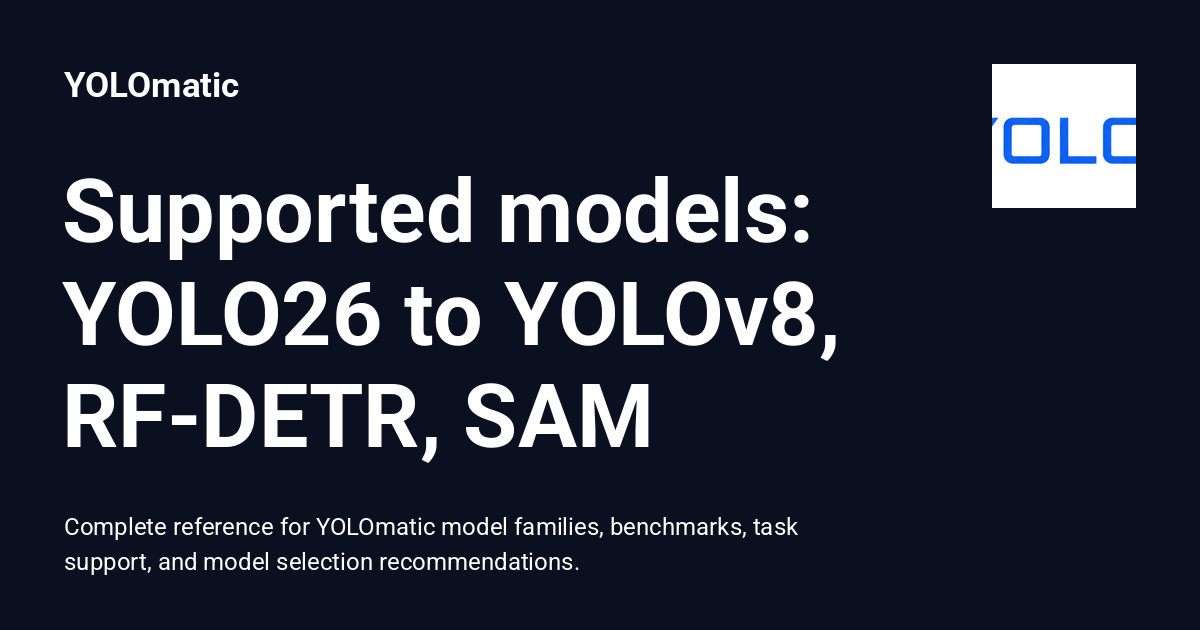 YOLOmatic
YOLO
Supported models:
YOLO26 to YOLOv8,
RF-DETR, SAM
Complete reference for YOLOmatic model families, benchmarks, task
support, and model selection recommendations.